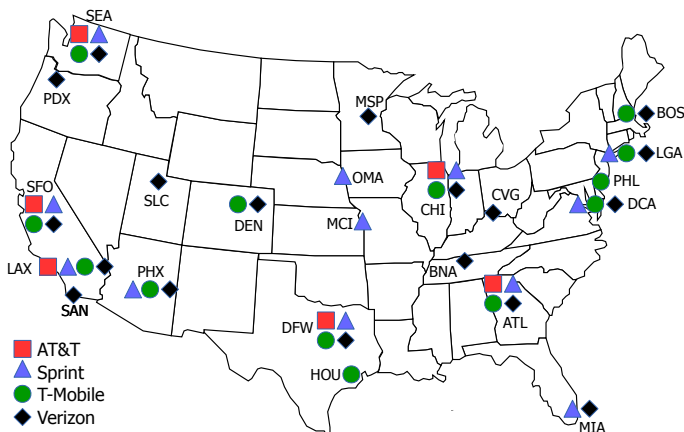 SEA
PDX
MSP
BOS
LGA
OMA
PHL
SFO
SLC
CHI
CVG
DCA
DEN
MCI
LAX
PHX
BNA
SAN
DFW
ATL
HOU
MIA
AT&T
Sprint
T-Mobile
Verizon